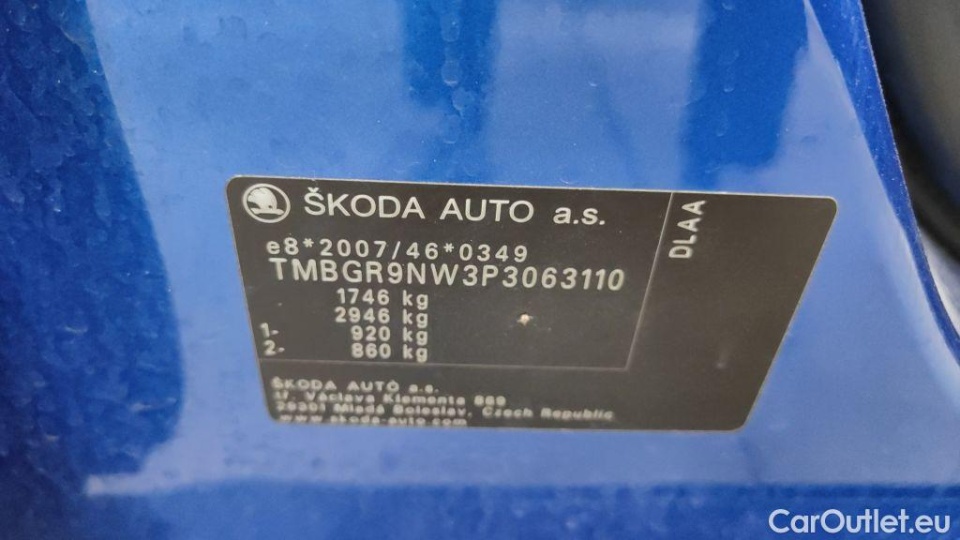 ŠKODA AUTO a.s.
e8*2007/46*0349
TMBGR9NW3P3063110
1746 kg
2946 kg
1- 920 kg
2- 860 kg
DLAA
ŠKODA AUTO a.s.
tř. Václava Klementa 869
29301 Mladá Boleslav, Czech Republic
www.skoda-auto.com
CarOutlet.eu